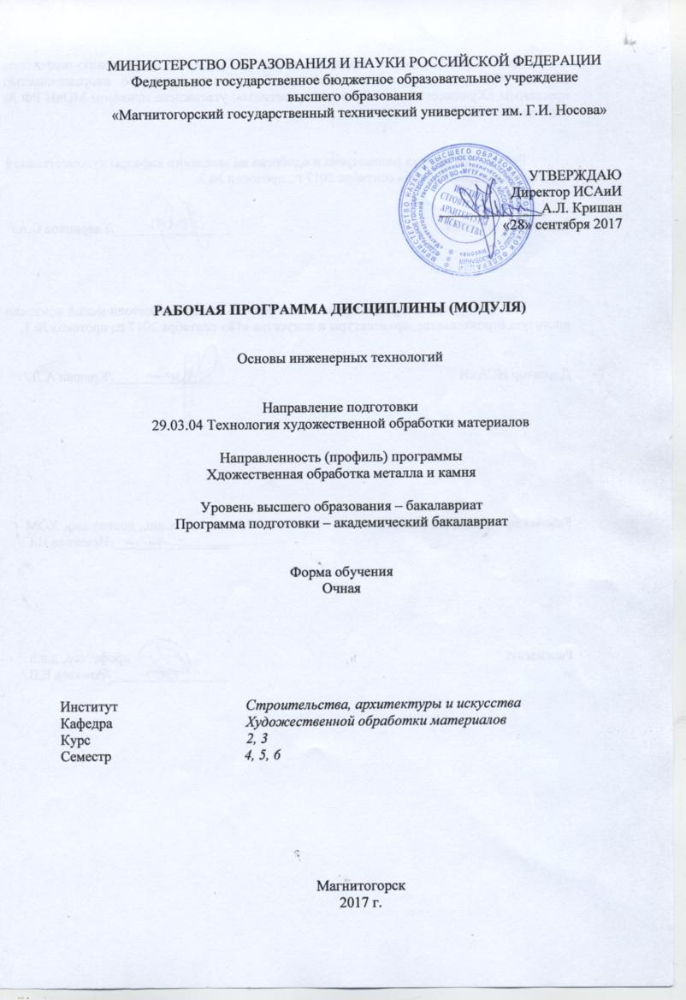 МИНИСТЕРСТВО ОБРАЗОВАНИЯ И НАУКИ РОССИЙСКОЙ ФЕДЕРАЦИИ
Федеральное государственное бюджетное образовательное учреждение
высшего образования
«Магнитогорский государственный технический университет им. Г.И. Носова»
УТВЕРЖДАЮ
Директор ИСАиИ
А.Л. Кришан
«28» сентября 2017
ИНСТИТУТ
СТРОИТЕЛЬСТВА,
АРХИТЕКТУРЫ
И ИСКУССТВА
РАБОЧАЯ ПРОГРАММА ДИСЦИПЛИНЫ (МОДУЛЯ)
Основы инженерных технологий
Направление подготовки
29.03.04 Технология художественной обработки материалов
Направленность (профиль) программы
Хдожественная обработка металла и камня
Уровень высшего образования – бакалавриат
Программа подготовки – академический бакалавриат
Форма обучения
Очная
Институт Строительства, архитектуры и искусства
Кафедра Художественной обработки материалов
Курс 2, 3
Семестр 4, 5, 6
Магнитогорск
2017 г.